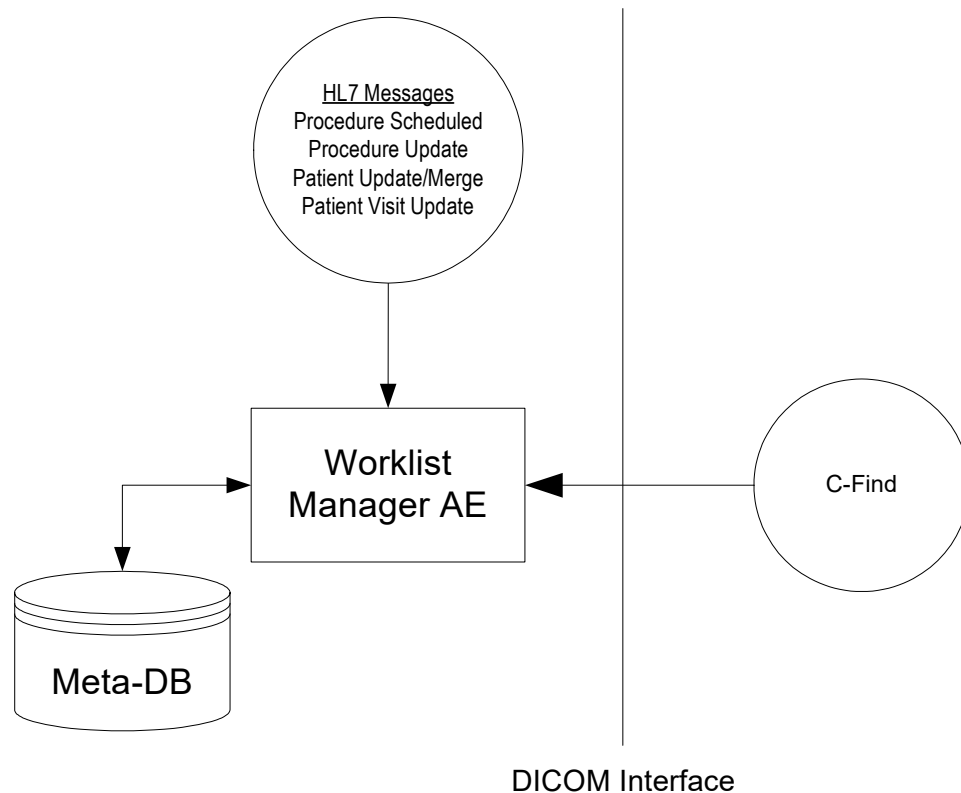 HL7 Messages
Procedure Scheduled
Procedure Update
Patient Update/Merge
Patient Visit Update
Worklist
Manager AE
C-Find
Meta-DB
DICOM Interface